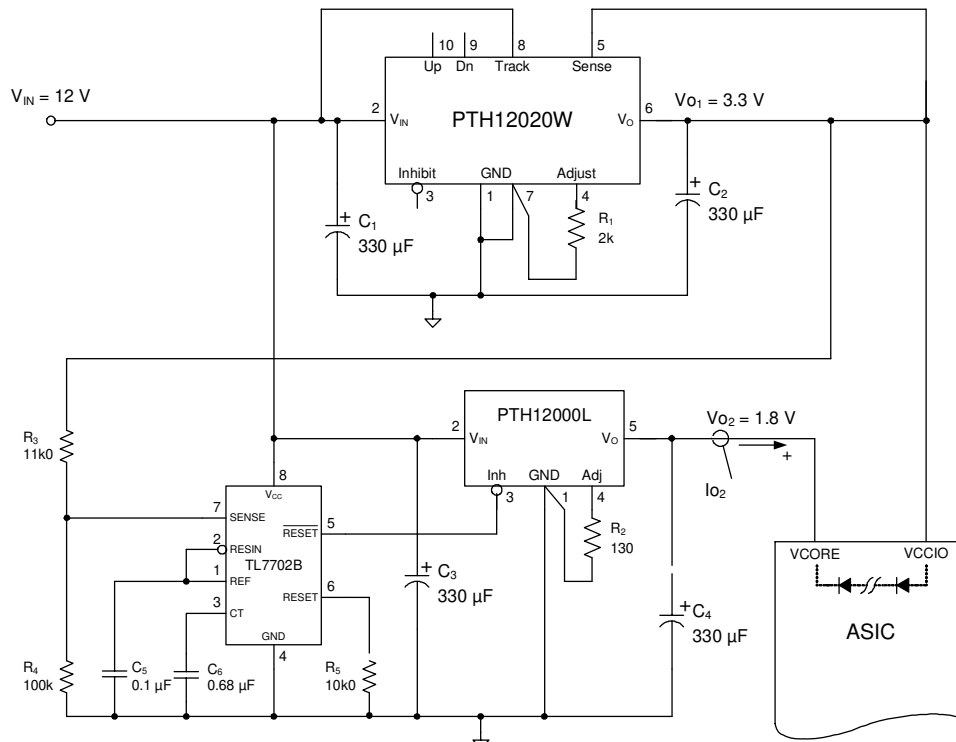 10 9 8 5
Up Dn Track Sense
V_IN = 12 V
2 V_IN PTH12020W V_O 6 Vo₁ = 3.3 V
Inhibit GND Adjust
3 1 7 4
+ C₁
330 µF
R₁
2k
+ C₂
330 µF
R₃
11k0
PTH12000L
2 V_IN V_O 5 Vo₂ = 1.8 V
+
Io₂
Inh GND Adj
3 1 4
R₂
130
8
V_CC
7 SENSE
2 RESIN
TL7702B
1 REF
3 CT
RESET 5
RESET 6
GND
4
+ C₃
330 µF
+ C₄
330 µF
R₄
100k
C₅
0.1 µF
C₆
0.68 µF
R₅
10k0
VCORE VCCIO
ASIC